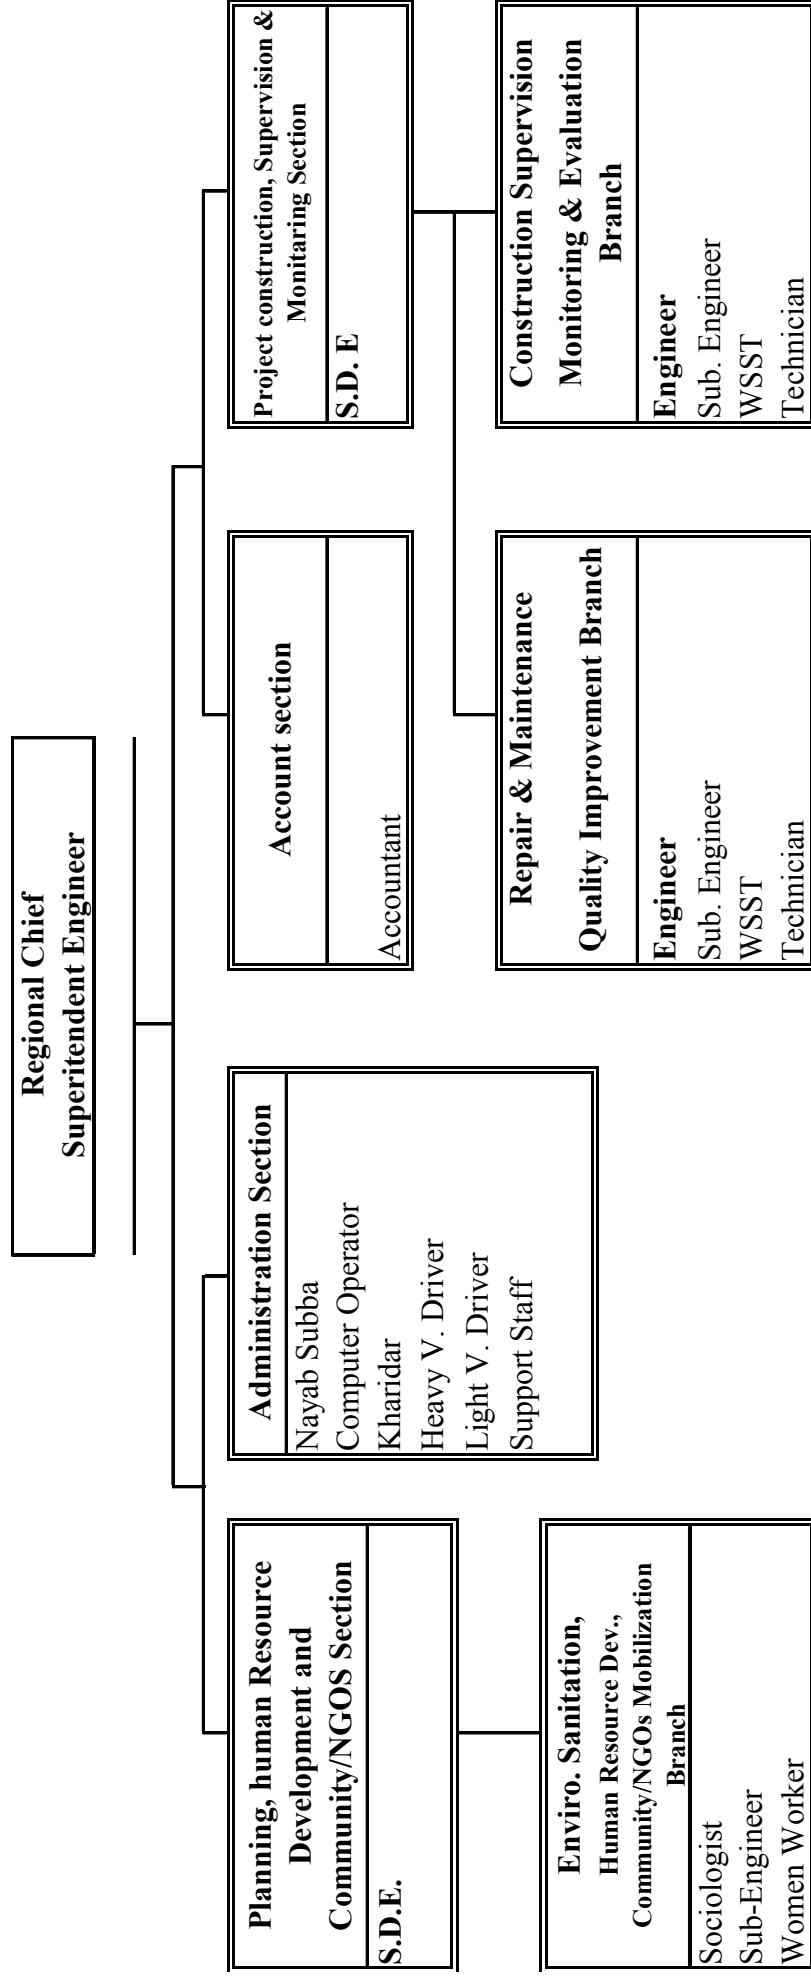 Regional Chief
Superitendent Engineer
Planning, human Resource
Development and
Community/NGOS Section
S.D.E.
Administration Section
Nayab Subba
Computer Operator
Kharidar
Heavy V. Driver
Light V. Driver
Support Staff
Account section
Accountant
Project construction, Supervision &
Monitaring Section
S.D. E
Enviro. Sanitation,
Human Resource Dev.,
Community/NGOs Mobilization
Branch
Sociologist
Sub-Engineer
Women Worker
Repair & Maintenance
Quality Improvement Branch
Engineer
Sub. Engineer
WSST
Technician
Construction Supervision
Monitoring & Evaluation
Branch
Engineer
Sub. Engineer
WSST
Technician